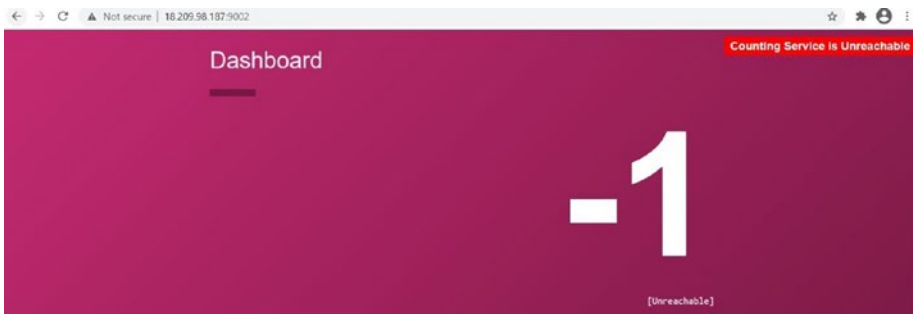 Not secure | 18.209.98.187:9002
Counting Service is Unreachable
Dashboard
-1
[Unreachable]